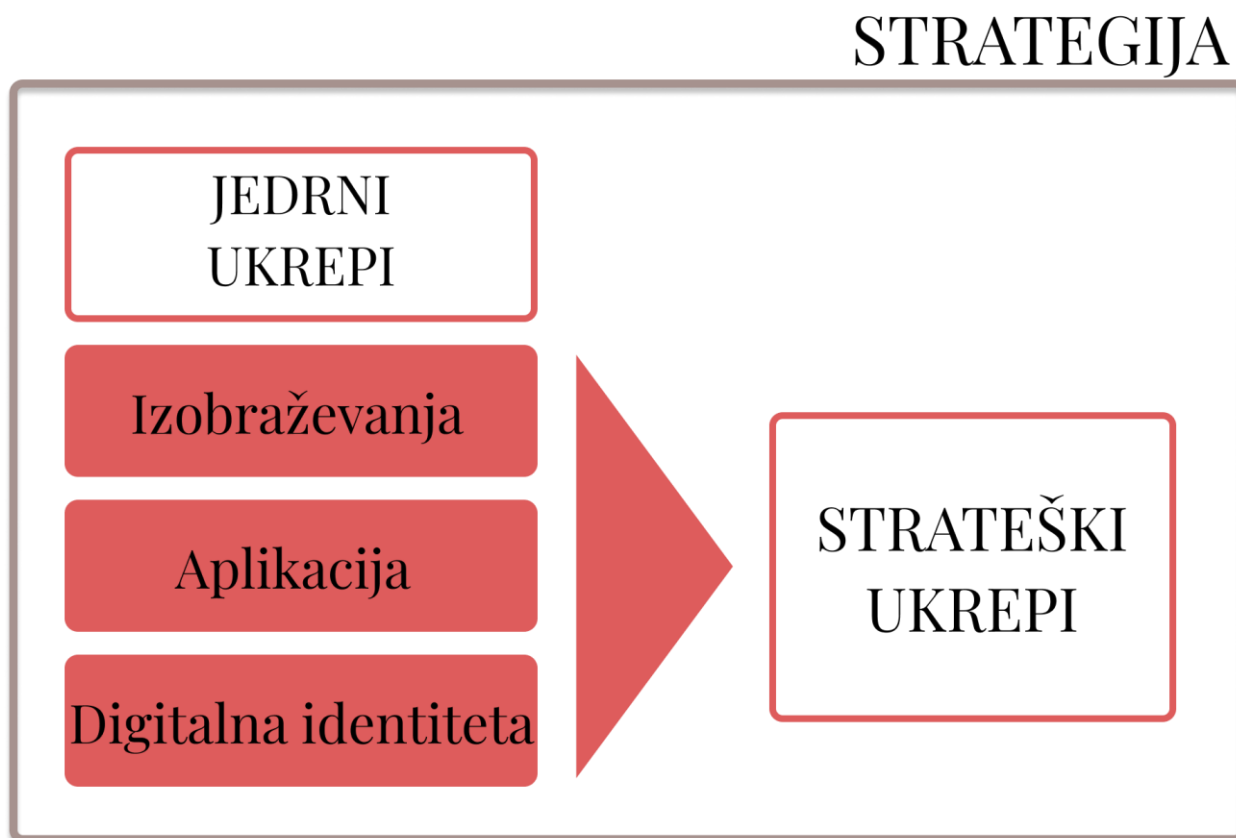 STRATEGIJA
JEDRNI
UKREPI
Izobraževanja
Aplikacija
Digitalna identiteta
STRATEŠKI
UKREPI